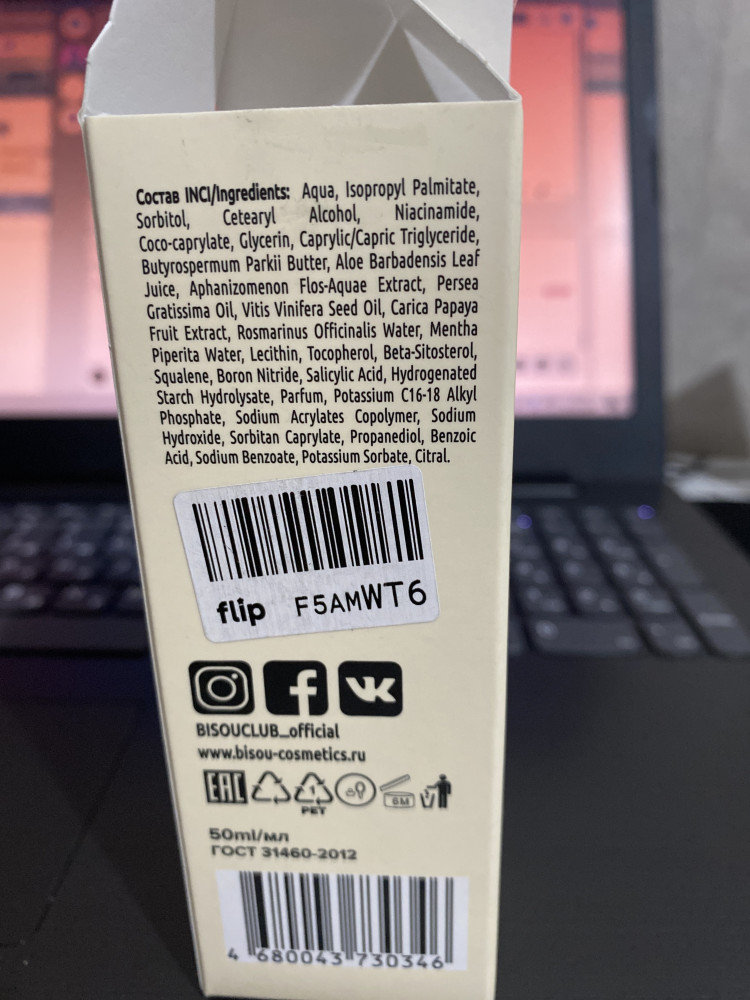 Состав INCI/Ingredients: Aqua, Isopropyl Palmitate,
Sorbitol, Cetearyl Alcohol, Niacinamide,
Coco-caprylate, Glycerin, Caprylic/Capric Triglyceride,
Butyrospermum Parkii Butter, Aloe Barbadensis Leaf
Juice, Aphanizomenon Flos-Aquae Extract, Persea
Gratissima Oil, Vitis Vinifera Seed Oil, Carica Papaya
Fruit Extract, Rosmarinus Officinalis Water, Mentha
Piperita Water, Lecithin, Tocopherol, Beta-Sitosterol,
Squalene, Boron Nitride, Salicylic Acid, Hydrogenated
Starch Hydrolysate, Parfum, Potassium C16-18 Alkyl
Phosphate, Sodium Acrylates Copolymer, Sodium
Hydroxide, Sorbitan Caprylate, Propanediol, Benzoic
Acid, Sodium Benzoate, Potassium Sorbate, Citral.
flip F5AMWT6
BISOUCLUB_official
www.bisou-cosmetics.ru
EAC 1 6M
PET
50ml/мл
ГОСТ 31460-2012
4 680043 730346